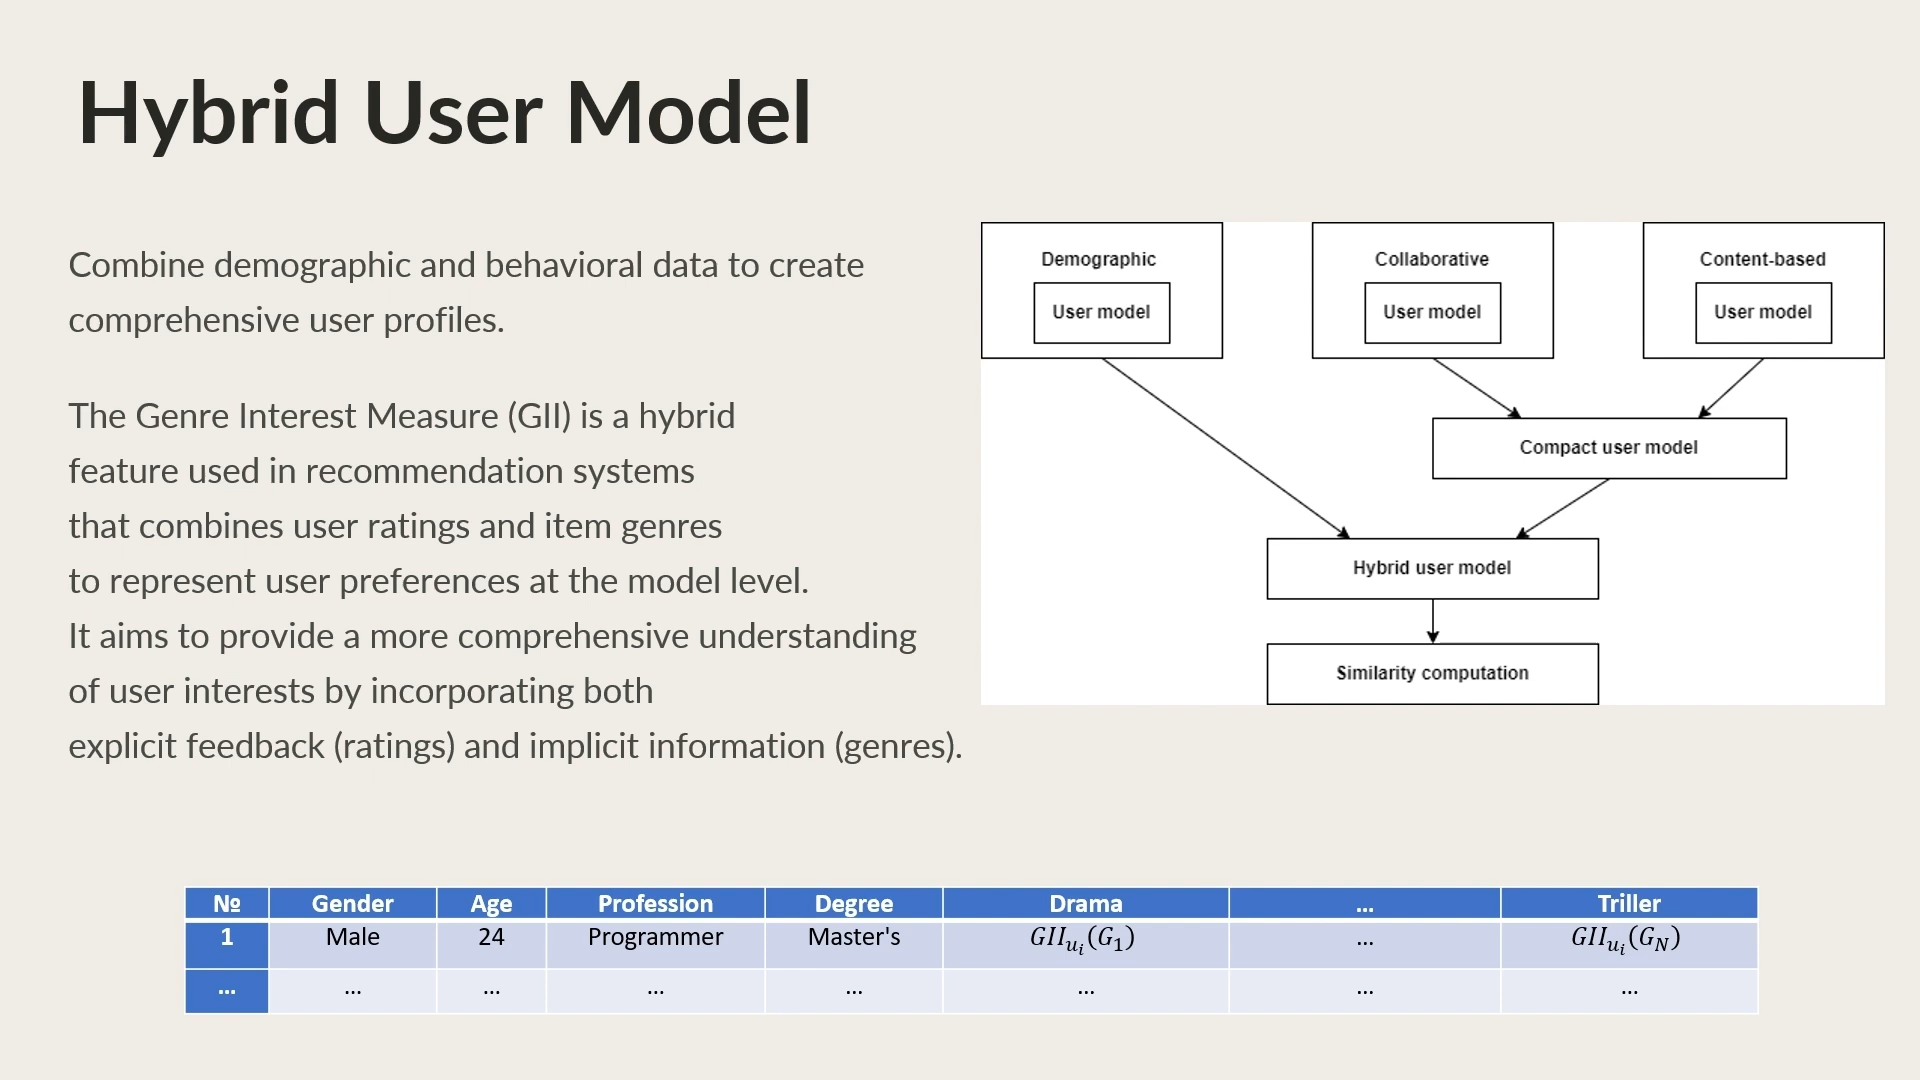 Hybrid User Model
Combine demographic and behavioral data to create
comprehensive user profiles.
The Genre Interest Measure (GII) is a hybrid
feature used in recommendation systems
that combines user ratings and item genres
to represent user preferences at the model level.
It aims to provide a more comprehensive understanding
of user interests by incorporating both
explicit feedback (ratings) and implicit information (genres).
Demographic Collaborative Content-based
User model User model User model
Compact user model
Hybrid user model
Similarity computation
№ Gender Age Profession Degree Drama ... Triller
1 Male 24 Programmer Master's $GII_{u_i}(G_1)$ ... $GII_{u_i}(G_N)$
... ... ... ... ... ... ... ...